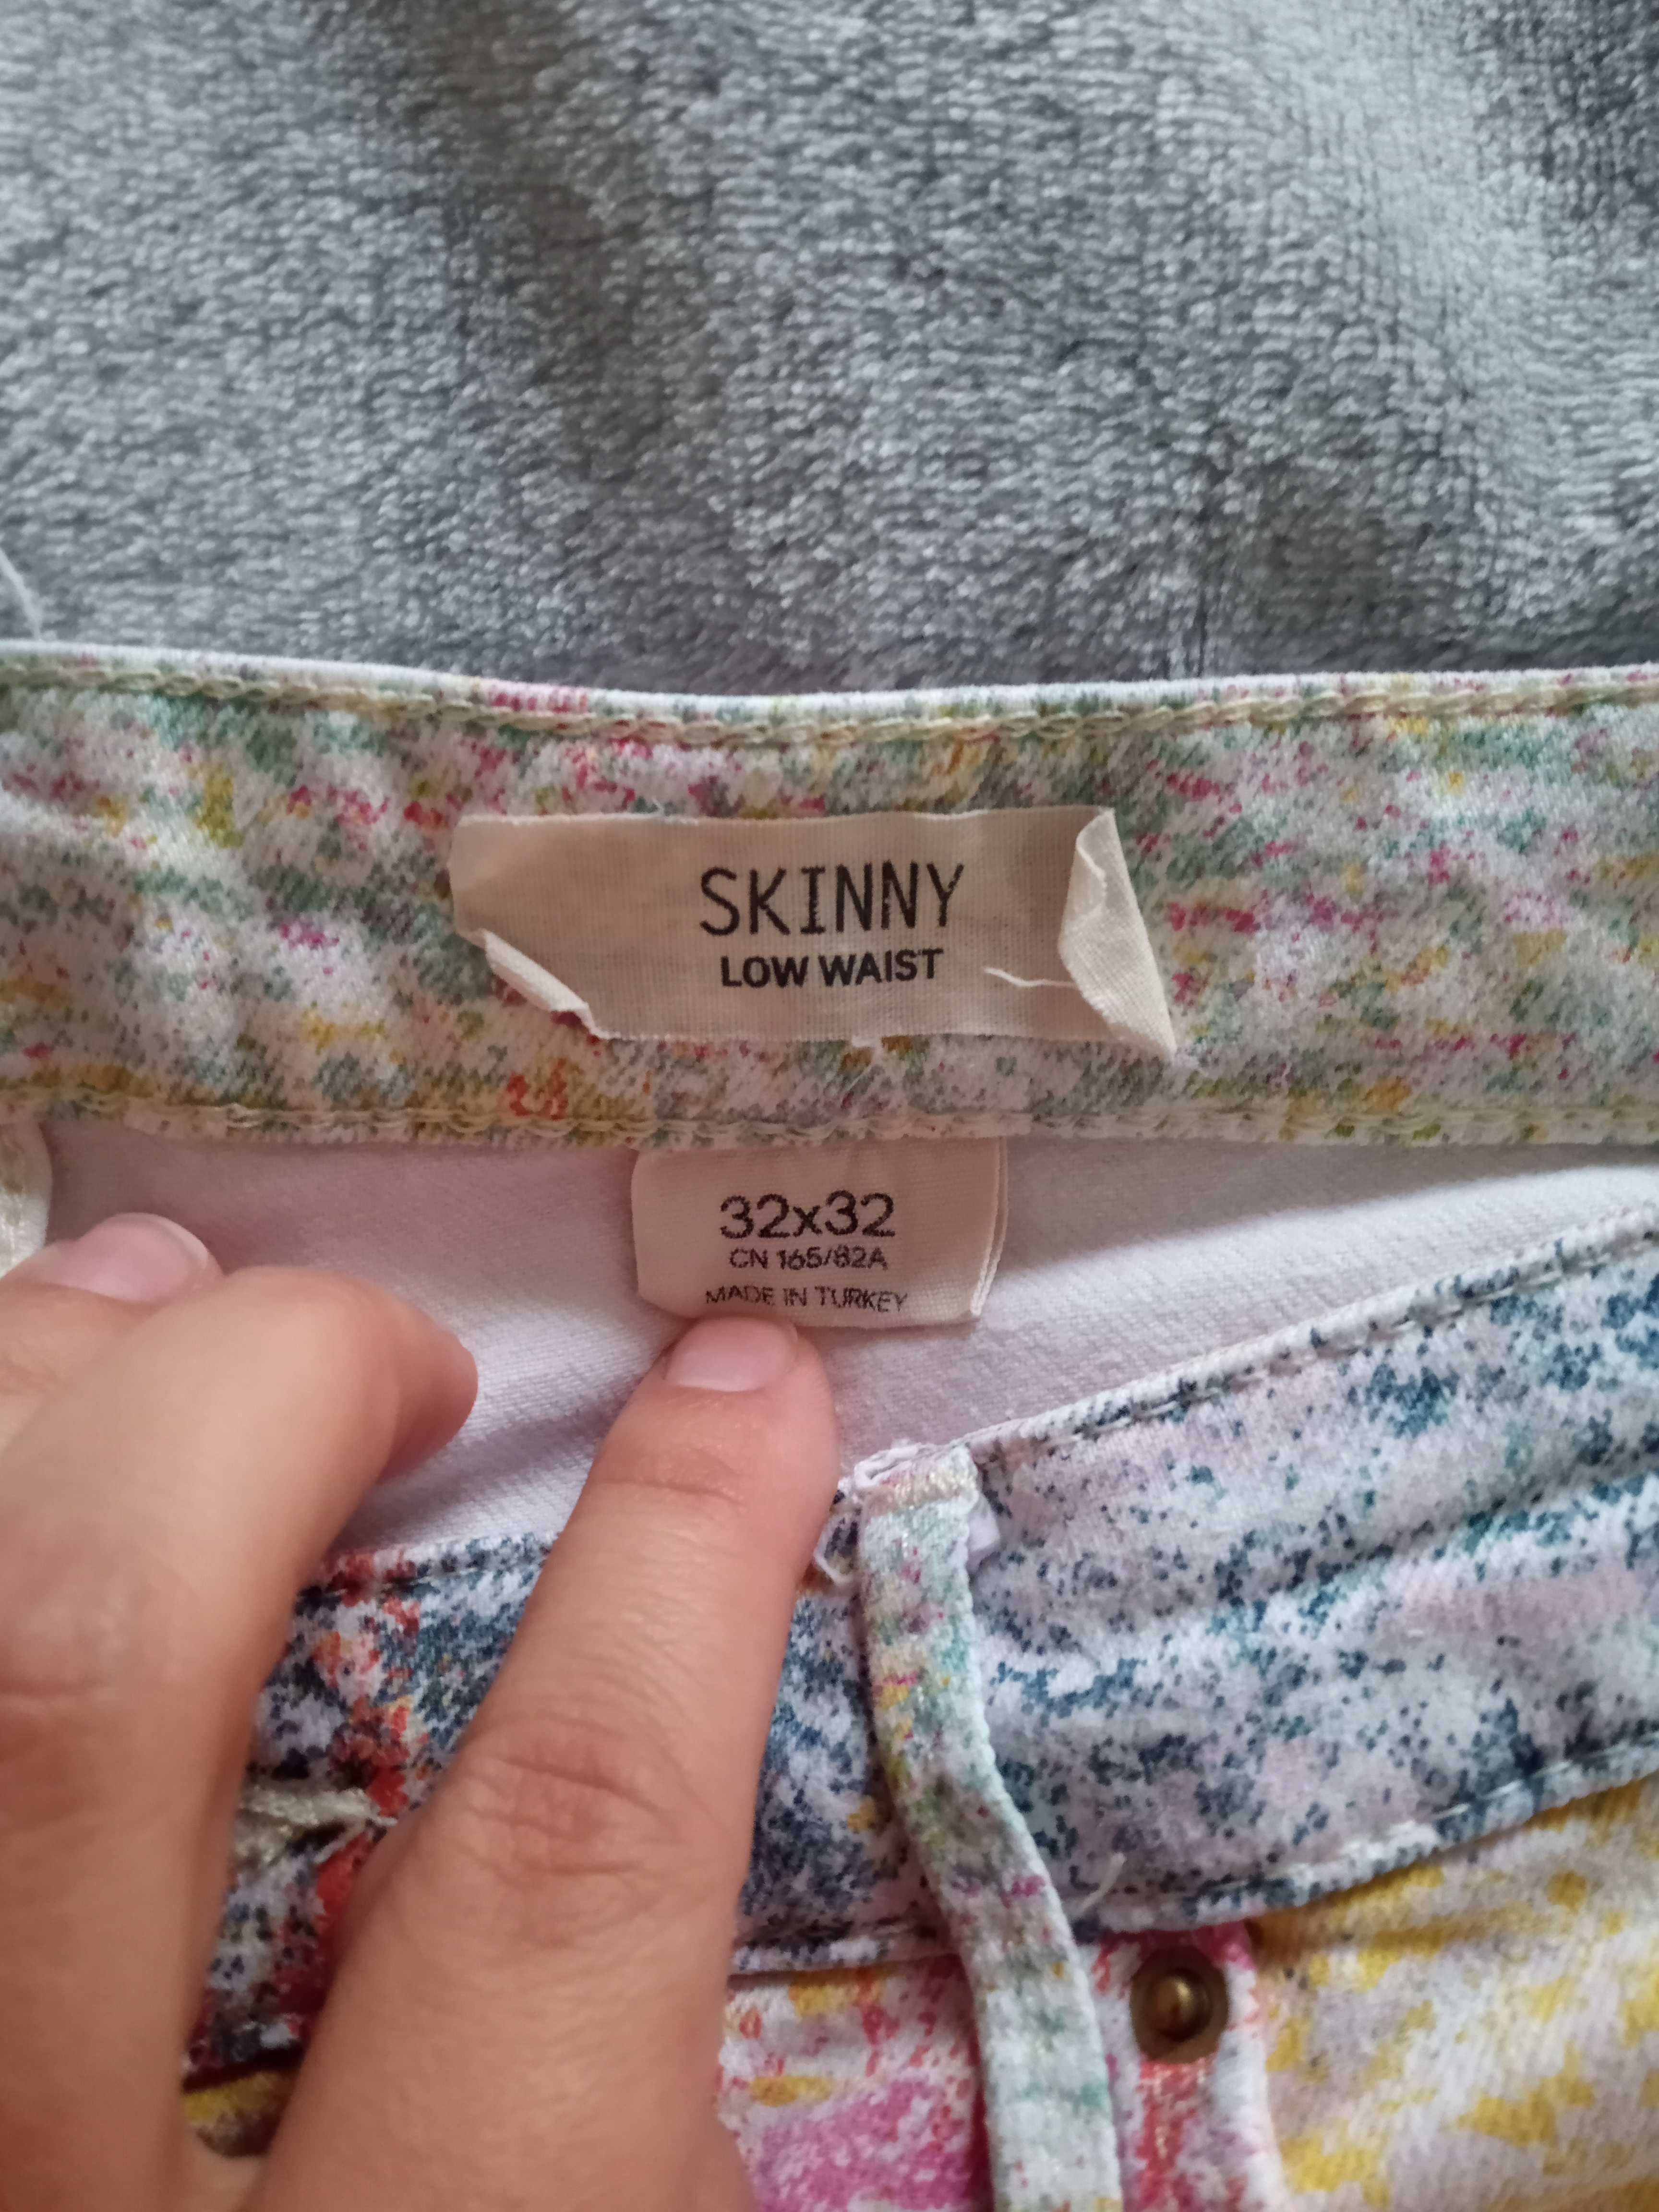 SKINNY
LOW WAIST
32x32
CN 165/82A
MADE IN TURKEY